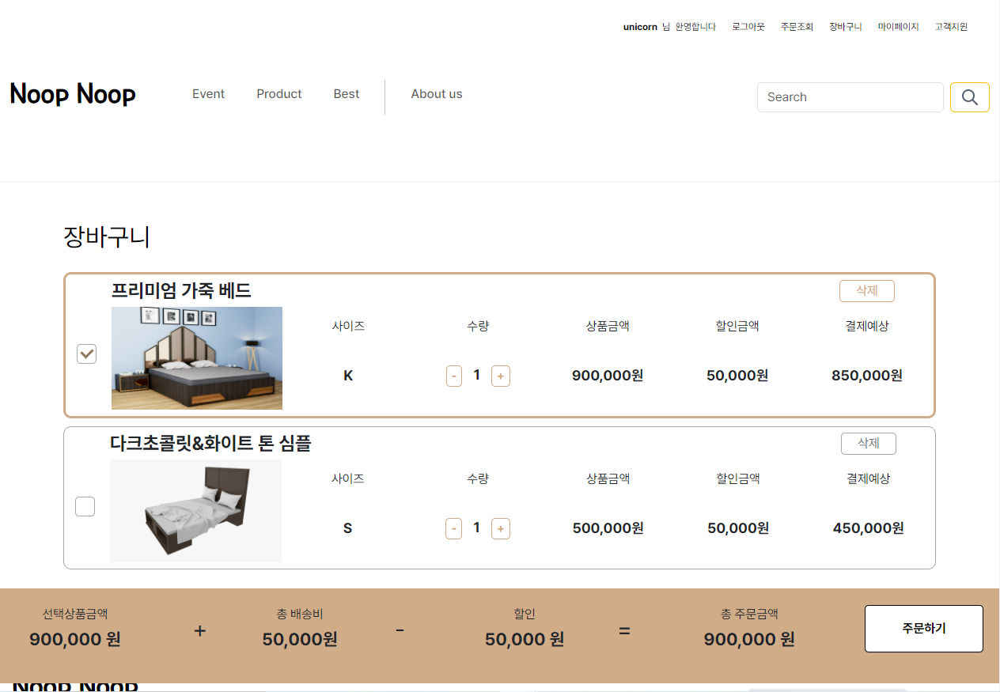 unicorn 님 환영합니다 로그아웃 주문조회 장바구니 마이페이지 고객지원
Noop Noop Event Product Best About us Search
장바구니
프리미엄 가죽 베드 삭제
사이즈 수량 상품금액 할인금액 결제예상
K - 1 + 900,000원 50,000원 850,000원
다크초콜릿&화이트 톤 심플 삭제
사이즈 수량 상품금액 할인금액 결제예상
S - 1 + 500,000원 50,000원 450,000원
선택상품금액 총 배송비 할인 총 주문금액
900,000 원 + 50,000원 - 50,000 원 = 900,000 원 주문하기
Noop Noop